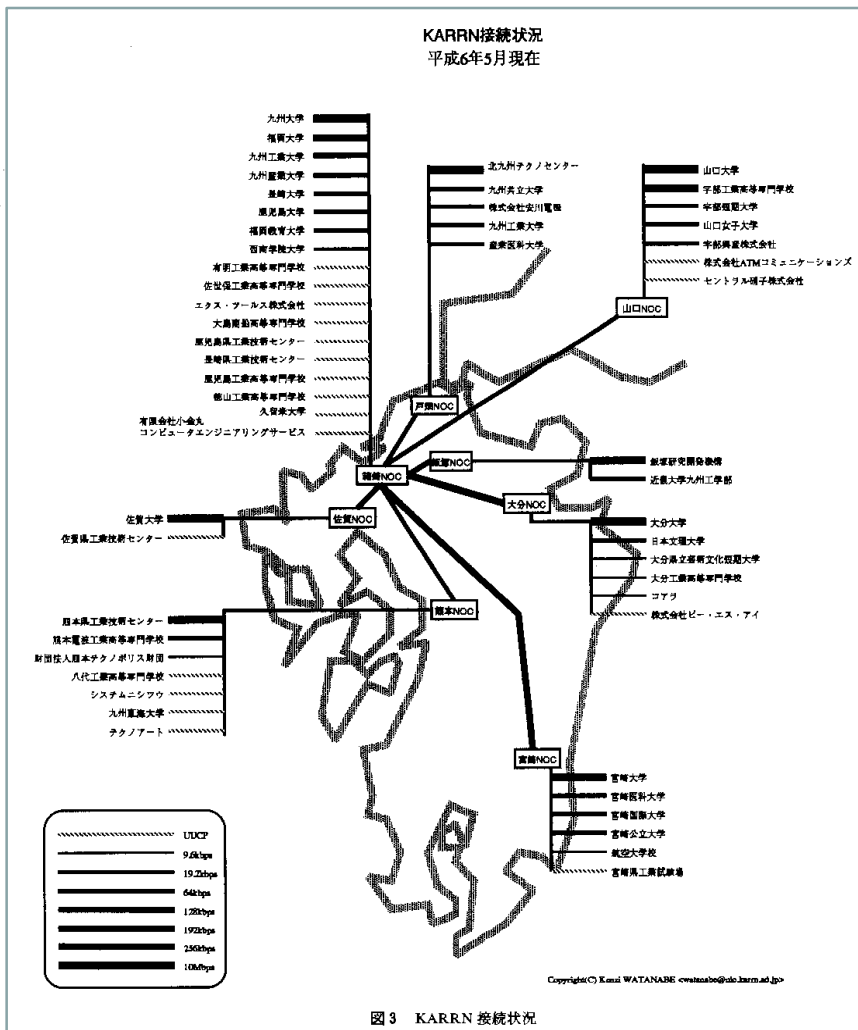 KARRN接続状況
平成6年5月現在
九州大学
福岡大学
九州工業大学
九州産業大学
長崎大学
鹿児島大学
福岡教育大学
西南学院大学
有明工業高等専門学校
佐世保工業高等専門学校
エクス・ツールス株式会社
大島商船高等専門学校
鹿児島県工業技術センター
長崎県工業技術センター
鹿児島工業高等専門学校
徳山工業高等専門学校
久留米大学
有限会社小金丸
コンピュータエンジニアリングサービス
北九州テクノセンター
九州共立大学
株式会社安川電機
九州工業大学
産業医科大学
山口大学
宇部工業高等専門学校
宇部短期大学
山口女子大学
宇部興産株式会社
株式会社ATMコミュニケーションズ
セントラル硝子株式会社
山口NOC
戸畑NOC
箱崎NOC
飯塚NOC
飯塚研究開発機構
近畿大学九州工学部
大分NOC
佐賀NOC
佐賀大学
佐賀県工業技術センター
大分大学
日本文理大学
大分県立芸術文化短期大学
大分工業高等専門学校
コアラ
株式会社ビー・エス・アイ
熊本NOC
熊本県工業技術センター
熊本電波工業高等専門学校
財団法人熊本テクノポリス財団
八代工業高等専門学校
システムニシツウ
九州東海大学
テクノアート
宮崎NOC
宮崎大学
宮崎医科大学
宮崎国際大学
宮崎公立大学
航空大学校
宮崎県工業試験場
UUCP
9.6kbps
19.2kbps
64kbps
128kbps
192kbps
256kbps
10Mbps
Copyright(C) Kenzi WATANABE <watanabe@nic.karrn.ad.jp>
図3 KARRN 接続状況